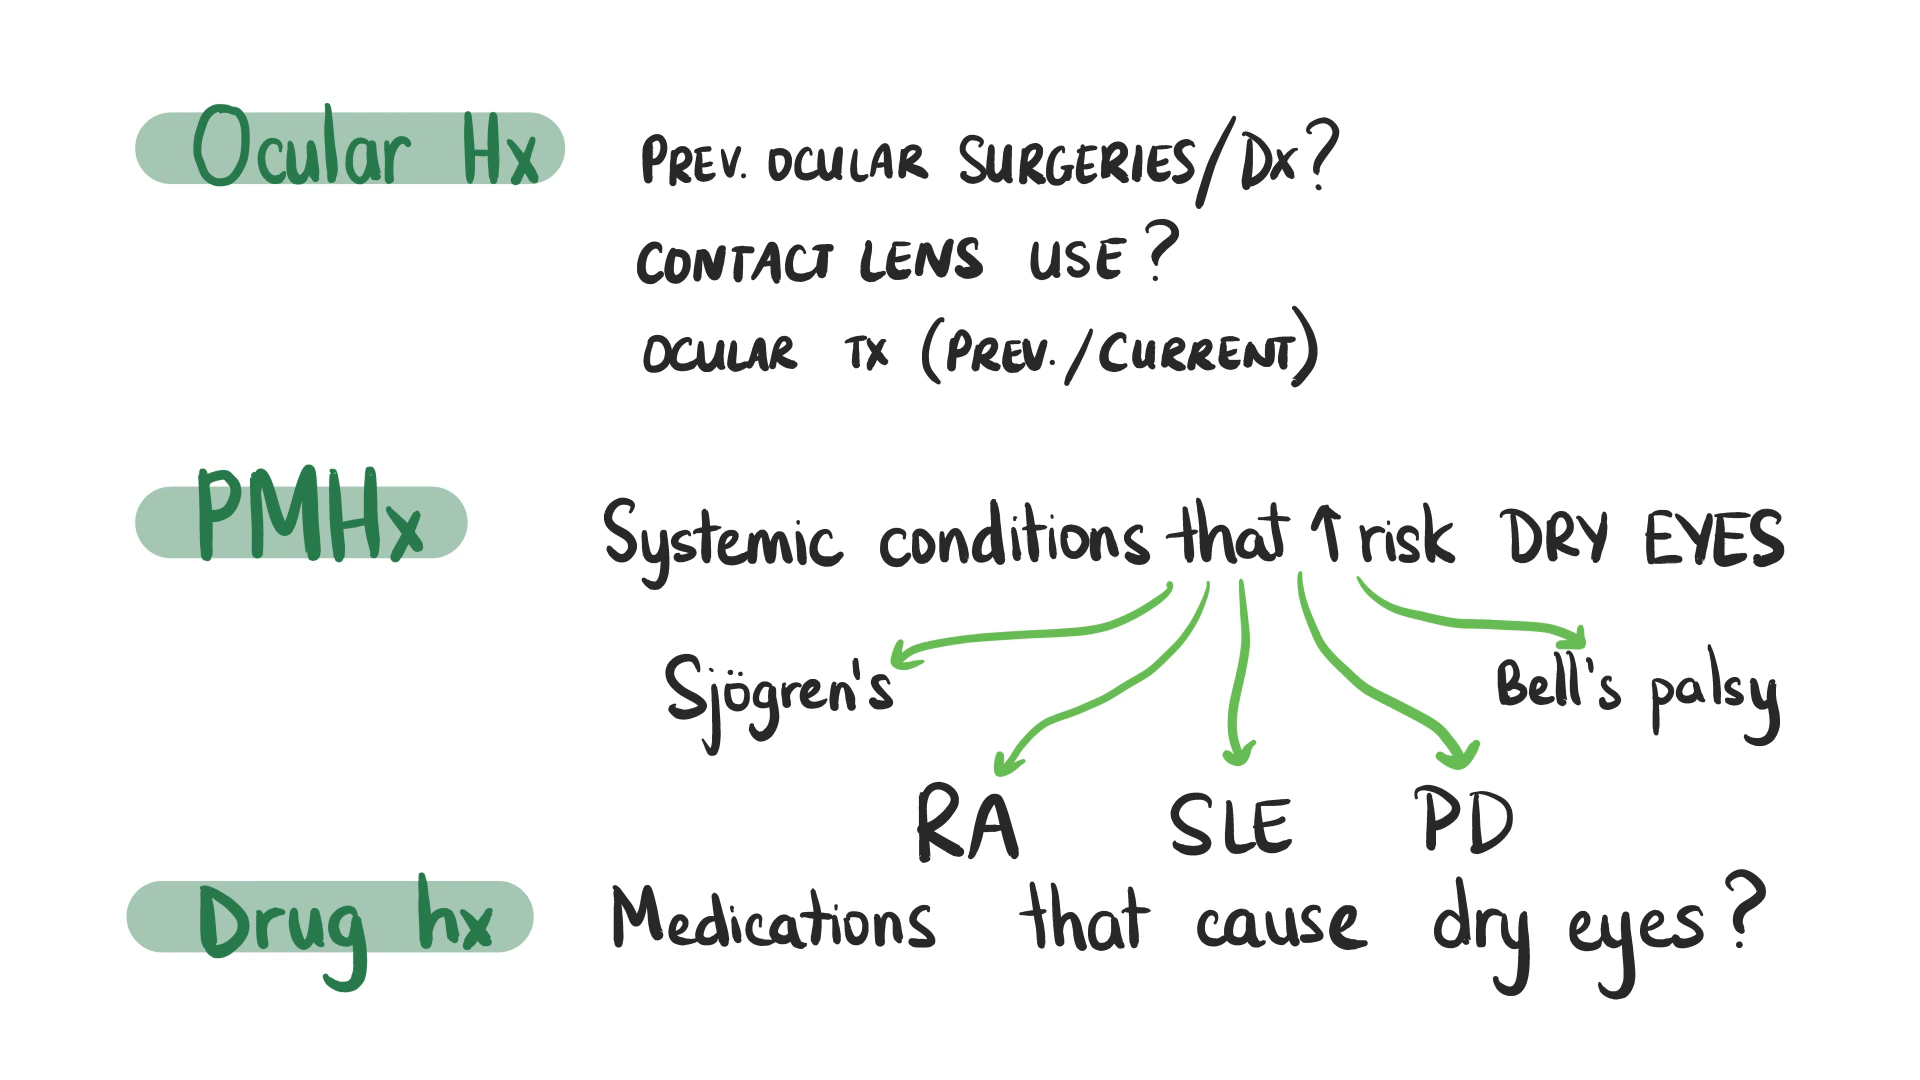 Ocular Hx
PREV. OCULAR SURGERIES/Dx?
CONTACT LENS USE?
OCULAR TX (PREV./CURRENT)
PMHx
Systemic conditions that ↑ risk DRY EYES
Sjögren's
Bell's palsy
RA SLE PD
Drug hx
Medications that cause dry eyes?